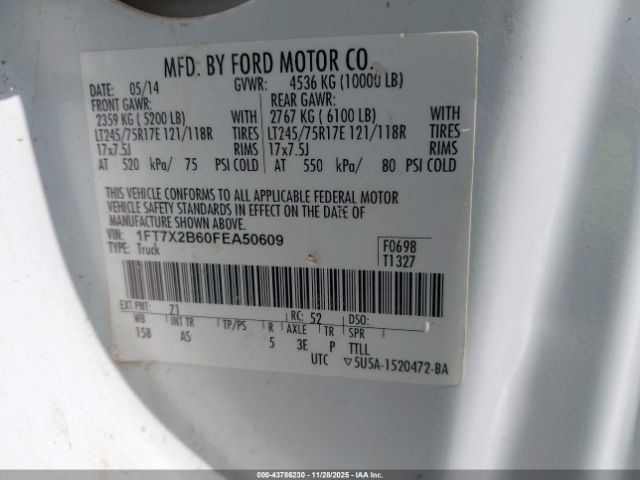 MFD. BY FORD MOTOR CO.
DATE: 05/14 GVWR: 4536 KG (10000 LB)
FRONT GAWR: REAR GAWR:
2359 KG (5200 LB) WITH 2767 KG (6100 LB) WITH
LT245/75R17E 121/118R TIRES LT245/75R17E 121/118R TIRES
17x7.5J RIMS 17x7.5J RIMS
AT 520 kPa/ 75 PSI COLD AT 550 kPa/ 80 PSI COLD
THIS VEHICLE CONFORMS TO ALL APPLICABLE FEDERAL MOTOR
VEHICLE SAFETY STANDARDS IN EFFECT ON THE DATE OF
MANUFACTURE SHOWN ABOVE.
VIN: 1FT7X2B60FEA50609 F0698
TYPE: Truck T1327
EXT PNT: Z1 RC: 52 DSO:
WB INT TR TP/PS R AXLE TR SPR
158 AS 5 3E P TTLL
UTC ▽5U5A-1520472-BA
00-43786230 - 11/28/2025 - COPART